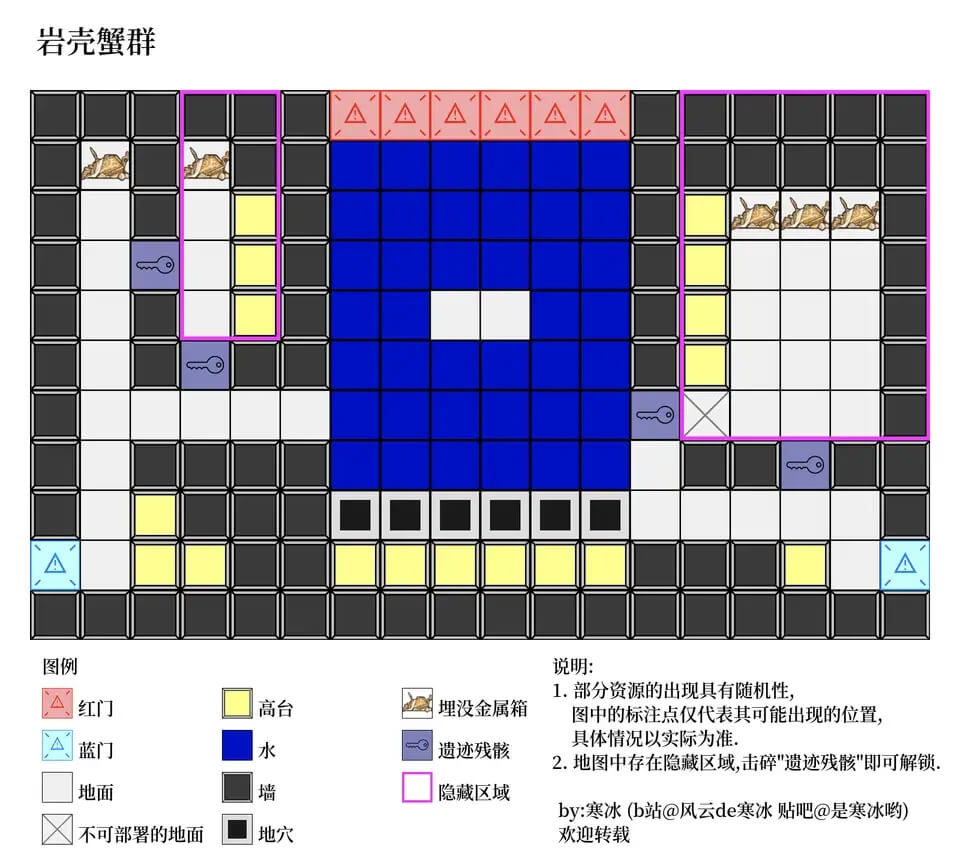 岩壳蟹群
图例
红门
高台
埋没金属箱
蓝门
水
遗迹残骸
地面
墙
隐藏区域
不可部署的地面
地穴
说明:
1. 部分资源的出现具有随机性,
图中的标注点仅代表其可能出现的位置,
具体情况以实际为准.
2. 地图中存在隐藏区域,击碎"遗迹残骸"即可解锁.
by:寒冰 (b站@风云de寒冰 贴吧@是寒冰哟)
欢迎转载